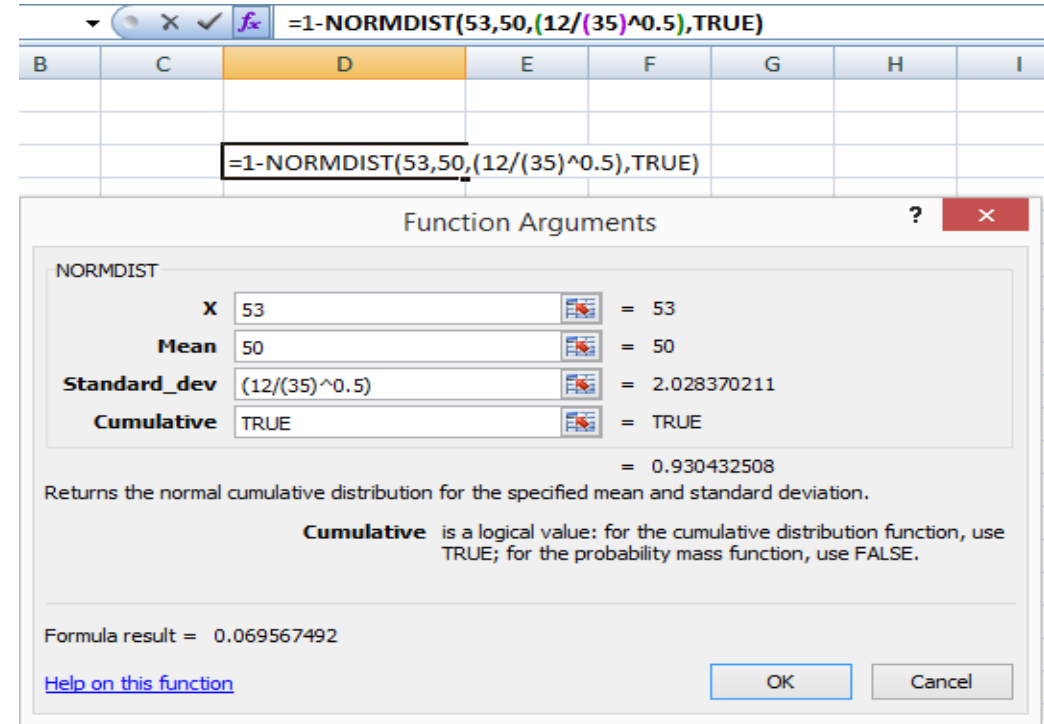 fx =1-NORMDIST(53,50,(12/(35)^0.5),TRUE)
B C D E F G H I
=1-NORMDIST(53,50,(12/(35)^0.5),TRUE)
Function Arguments ?
NORMDIST
X 53 = 53
Mean 50 = 50
Standard_dev (12/(35)^0.5) = 2.028370211
Cumulative TRUE = TRUE
= 0.930432508
Returns the normal cumulative distribution for the specified mean and standard deviation.
Cumulative is a logical value: for the cumulative distribution function, use
TRUE; for the probability mass function, use FALSE.
Formula result = 0.069567492
Help on this function OK Cancel